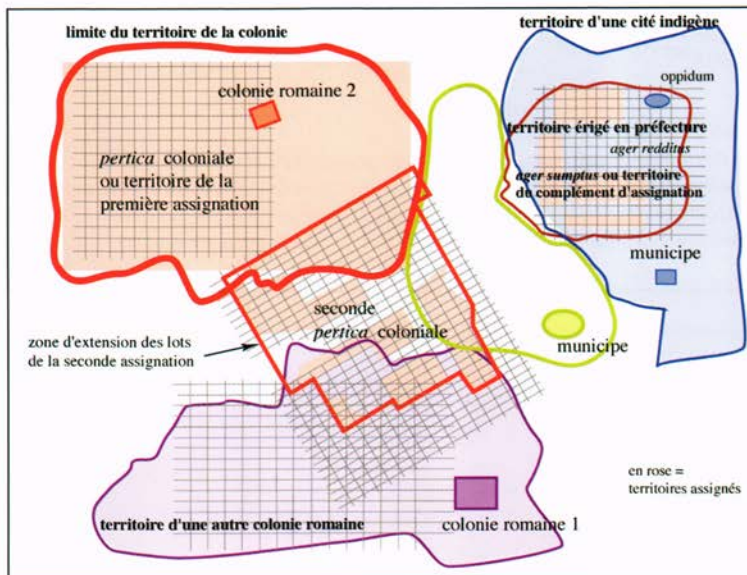 limite du territoire de la colonie
territoire d'une cité indigène
colonie romaine 2
oppidum
pertica coloniale
ou territoire de la
première assignation
territoire érigé en préfecture
ager redditus
ager sumptus ou territoire
du complément d'assignation
municipe
seconde
pertica coloniale
zone d'extension des lots
de la seconde assignation
municipe
en rose =
territoires assignés
territoire d'une autre colonie romaine
colonie romaine 1